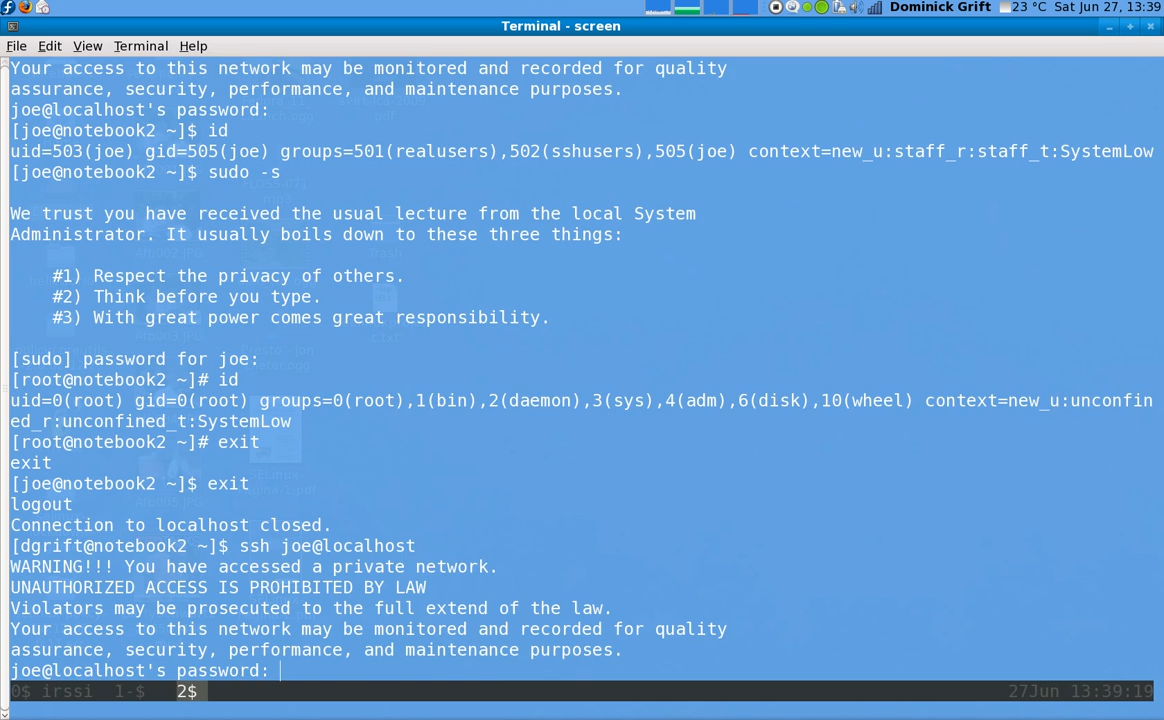 Dominick Grift 23 °C Sat Jun 27, 13:39
Terminal - screen
File Edit View Terminal Help
Your access to this network may be monitored and recorded for quality
assurance, security, performance, and maintenance purposes.
joe@localhost's password:
[joe@notebook2 ~]$ id
uid=503(joe) gid=505(joe) groups=501(realusers),502(sshusers),505(joe) context=new_u:staff_r:staff_t:SystemLow
[joe@notebook2 ~]$ sudo -s
We trust you have received the usual lecture from the local System
Administrator. It usually boils down to these three things:
#1) Respect the privacy of others.
#2) Think before you type.
#3) With great power comes great responsibility.
[sudo] password for joe:
[root@notebook2 ~]# id
uid=0(root) gid=0(root) groups=0(root),1(bin),2(daemon),3(sys),4(adm),6(disk),10(wheel) context=new_u:unconfin
ed_r:unconfined_t:SystemLow
[root@notebook2 ~]# exit
exit
[joe@notebook2 ~]$ exit
logout
Connection to localhost closed.
[dgrift@notebook2 ~]$ ssh joe@localhost
WARNING!!! You have accessed a private network.
UNAUTHORIZED ACCESS IS PROHIBITED BY LAW
Violators may be prosecuted to the full extend of the law.
Your access to this network may be monitored and recorded for quality
assurance, security, performance, and maintenance purposes.
joe@localhost's password:
0$ irssi 1-$ 2$ 27Jun 13:39:19